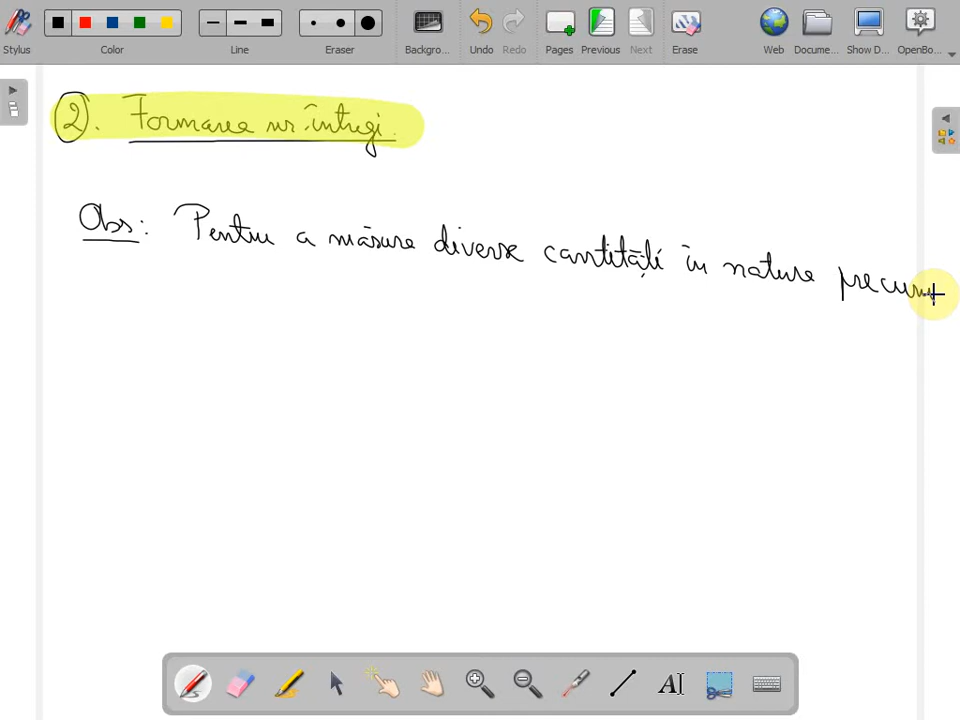 Stylus Color Line Eraser Backgro... Undo Redo Pages Previous Next Erase Web Docume... Show D... OpenBo...
2. Formarea nr. întregi.
Obs: Pentru a măsura diverse cantități în natură precum
AI